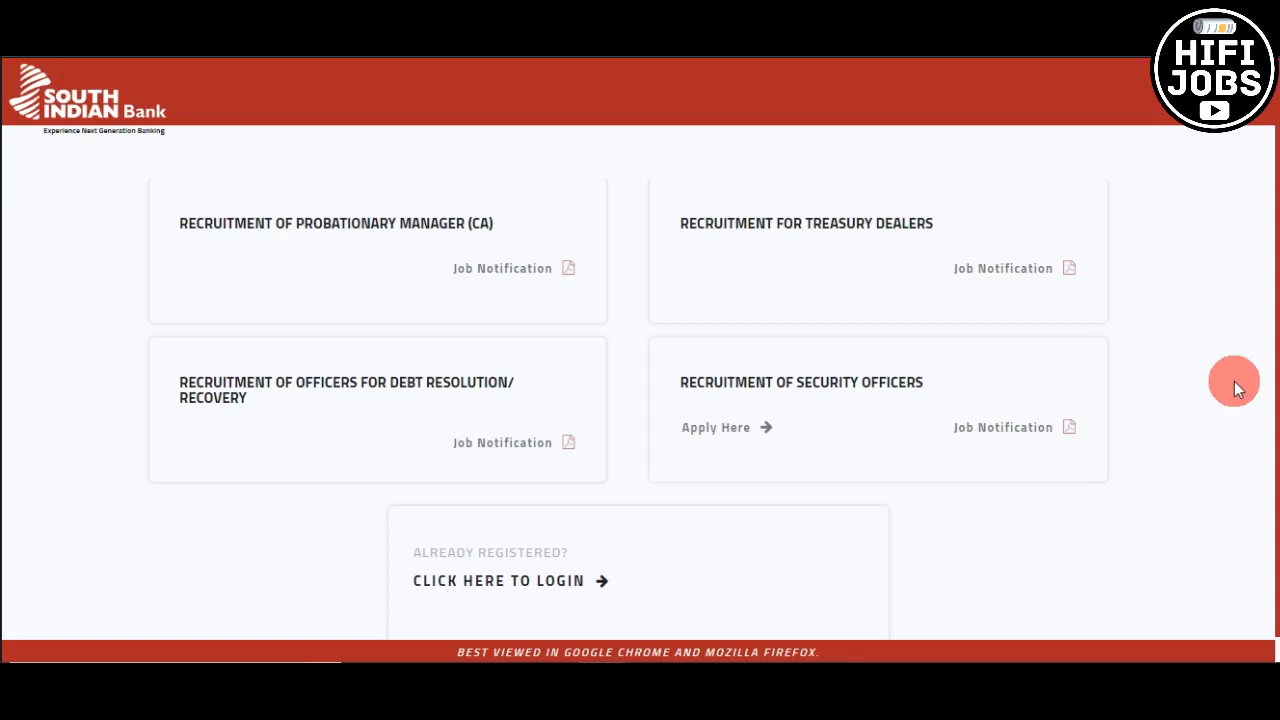 HIFI
JOBS
SOUTH
INDIAN Bank
Experience Next Generation Banking
RECRUITMENT OF PROBATIONARY MANAGER (CA)
Job Notification
RECRUITMENT FOR TREASURY DEALERS
Job Notification
RECRUITMENT OF OFFICERS FOR DEBT RESOLUTION/
RECOVERY
Job Notification
RECRUITMENT OF SECURITY OFFICERS
Apply Here
Job Notification
ALREADY REGISTERED?
CLICK HERE TO LOGIN
BEST VIEWED IN GOOGLE CHROME AND MOZILLA FIREFOX.